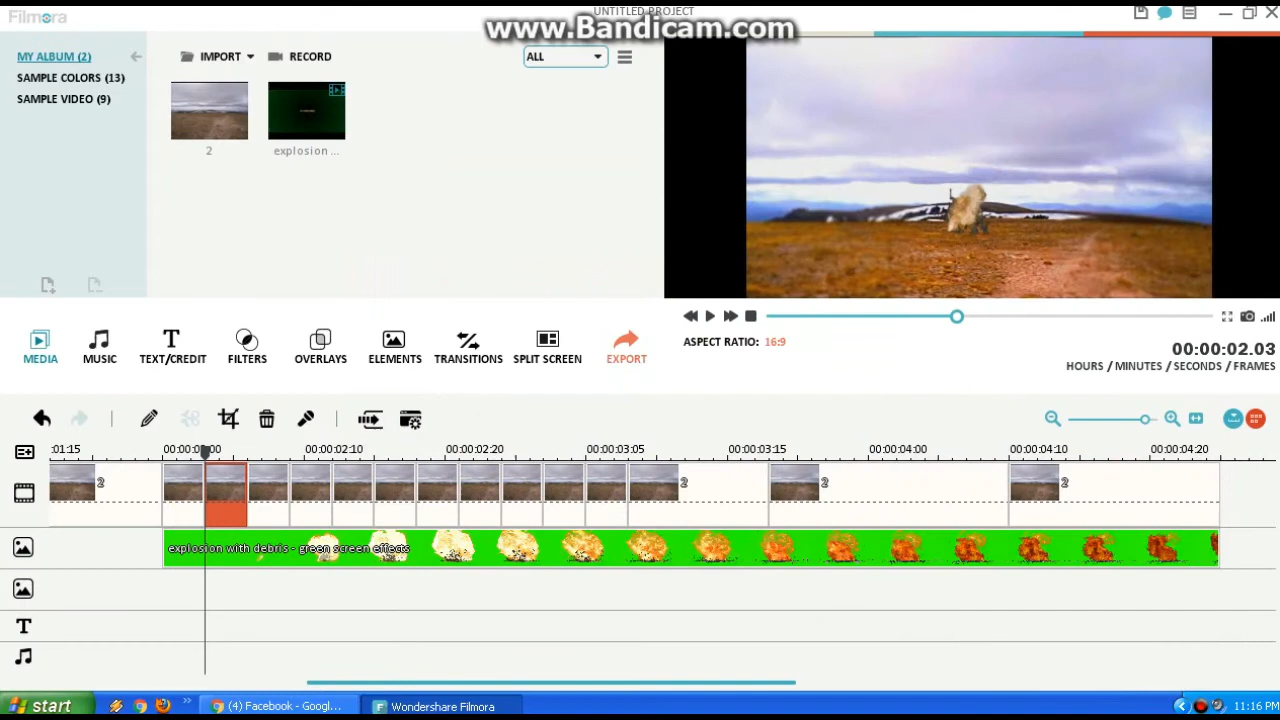 Filmora
UNTITLED PROJECT
www.Bandicam.com
MY ALBUM (2)
SAMPLE COLORS (13)
SAMPLE VIDEO (9)
IMPORT
RECORD
ALL
2
explosion ...
MEDIA
MUSIC
TEXT/CREDIT
FILTERS
OVERLAYS
ELEMENTS
TRANSITIONS
SPLIT SCREEN
EXPORT
ASPECT RATIO: 16:9
00:00:02.03
HOURS / MINUTES / SECONDS / FRAMES
:01:15
00:00:02:10
00:00:02:20
00:00:03:05
00:00:03:15
00:00:04:00
00:00:04:10
00:00:04:20
2
2
2
2
explosion with debris - green screen effects
T
start
(4) Facebook - Googl...
Wondershare Filmora
11:16 PM